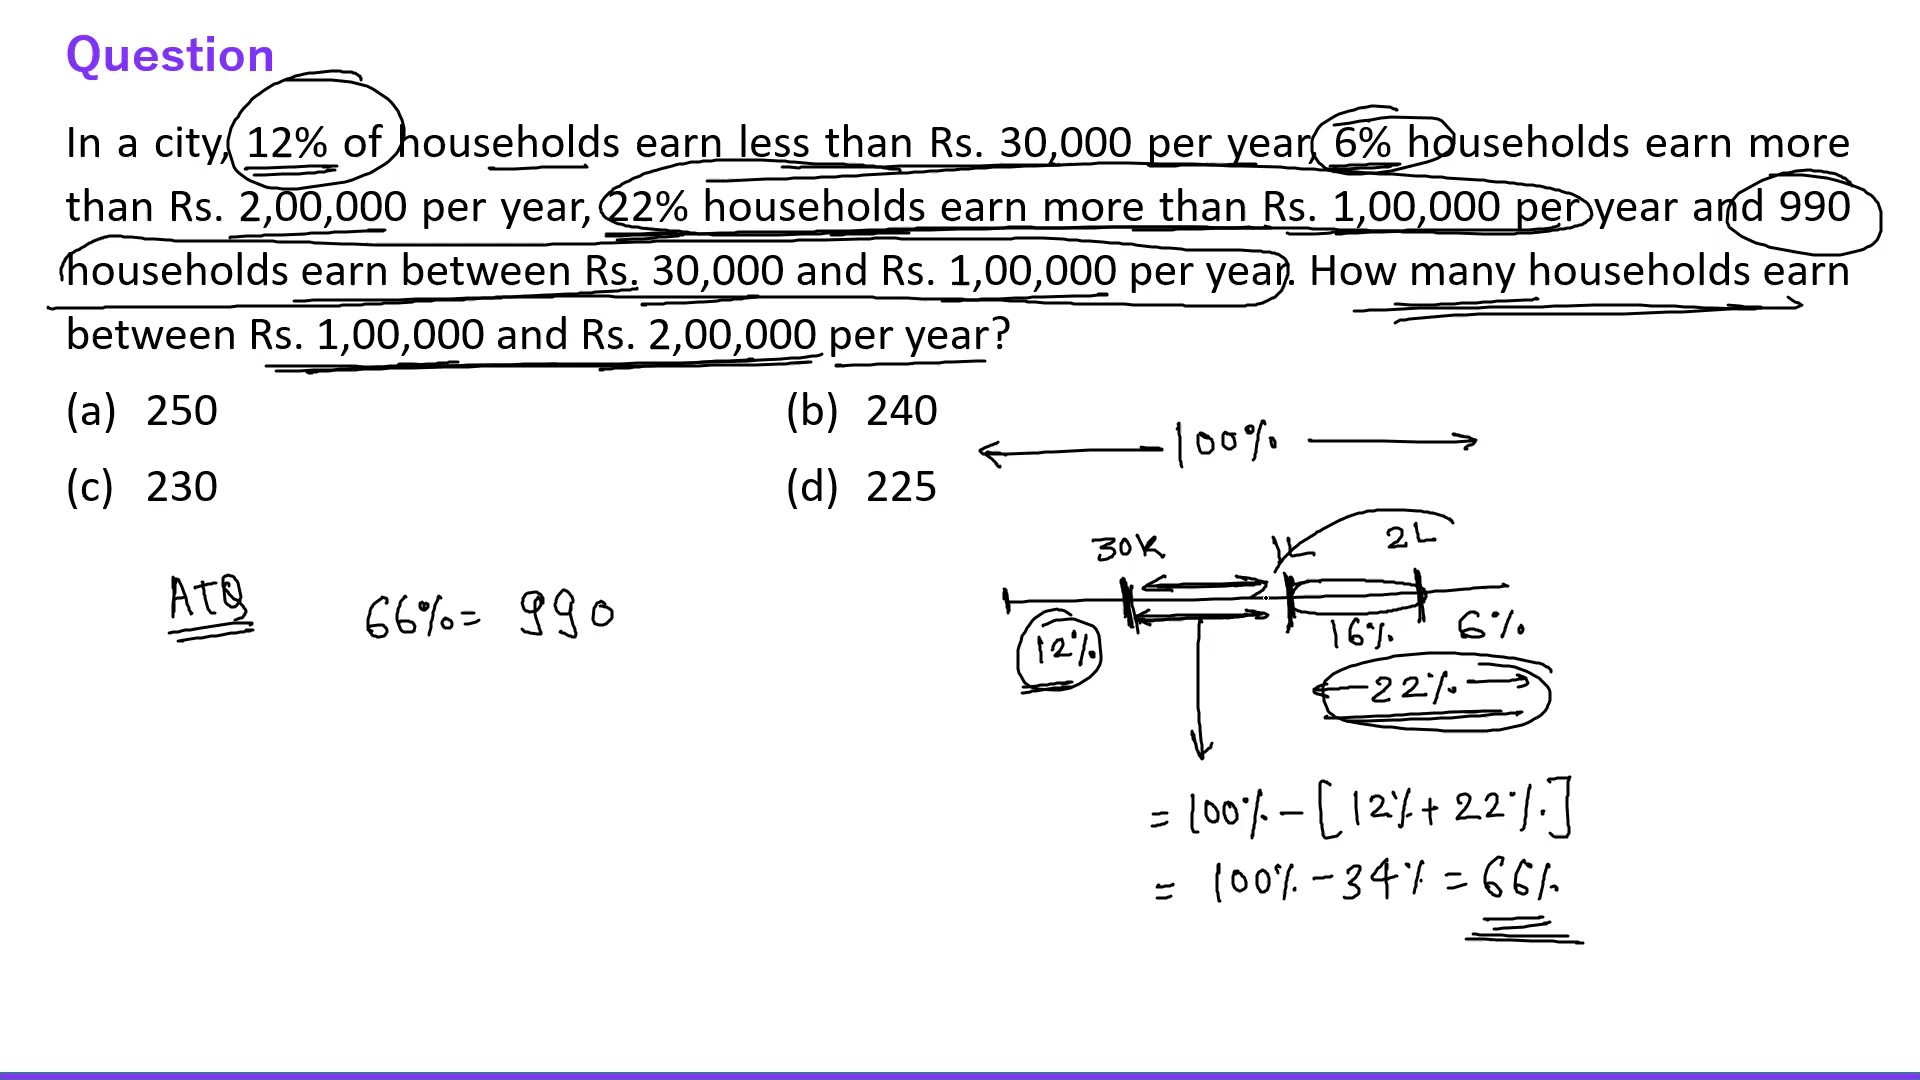 Question
In a city, 12% of households earn less than Rs. 30,000 per year, 6% households earn more
than Rs. 2,00,000 per year, 22% households earn more than Rs. 1,00,000 per year and 990
households earn between Rs. 30,000 and Rs. 1,00,000 per year. How many households earn
between Rs. 1,00,000 and Rs. 2,00,000 per year?
(a) 250 (b) 240
(c) 230 (d) 225
100%
30K 1L 2L
ATQ 66% = 990
12% 16% 6%
22%
= 100% - [12% + 22%]
= 100% - 34% = 66%